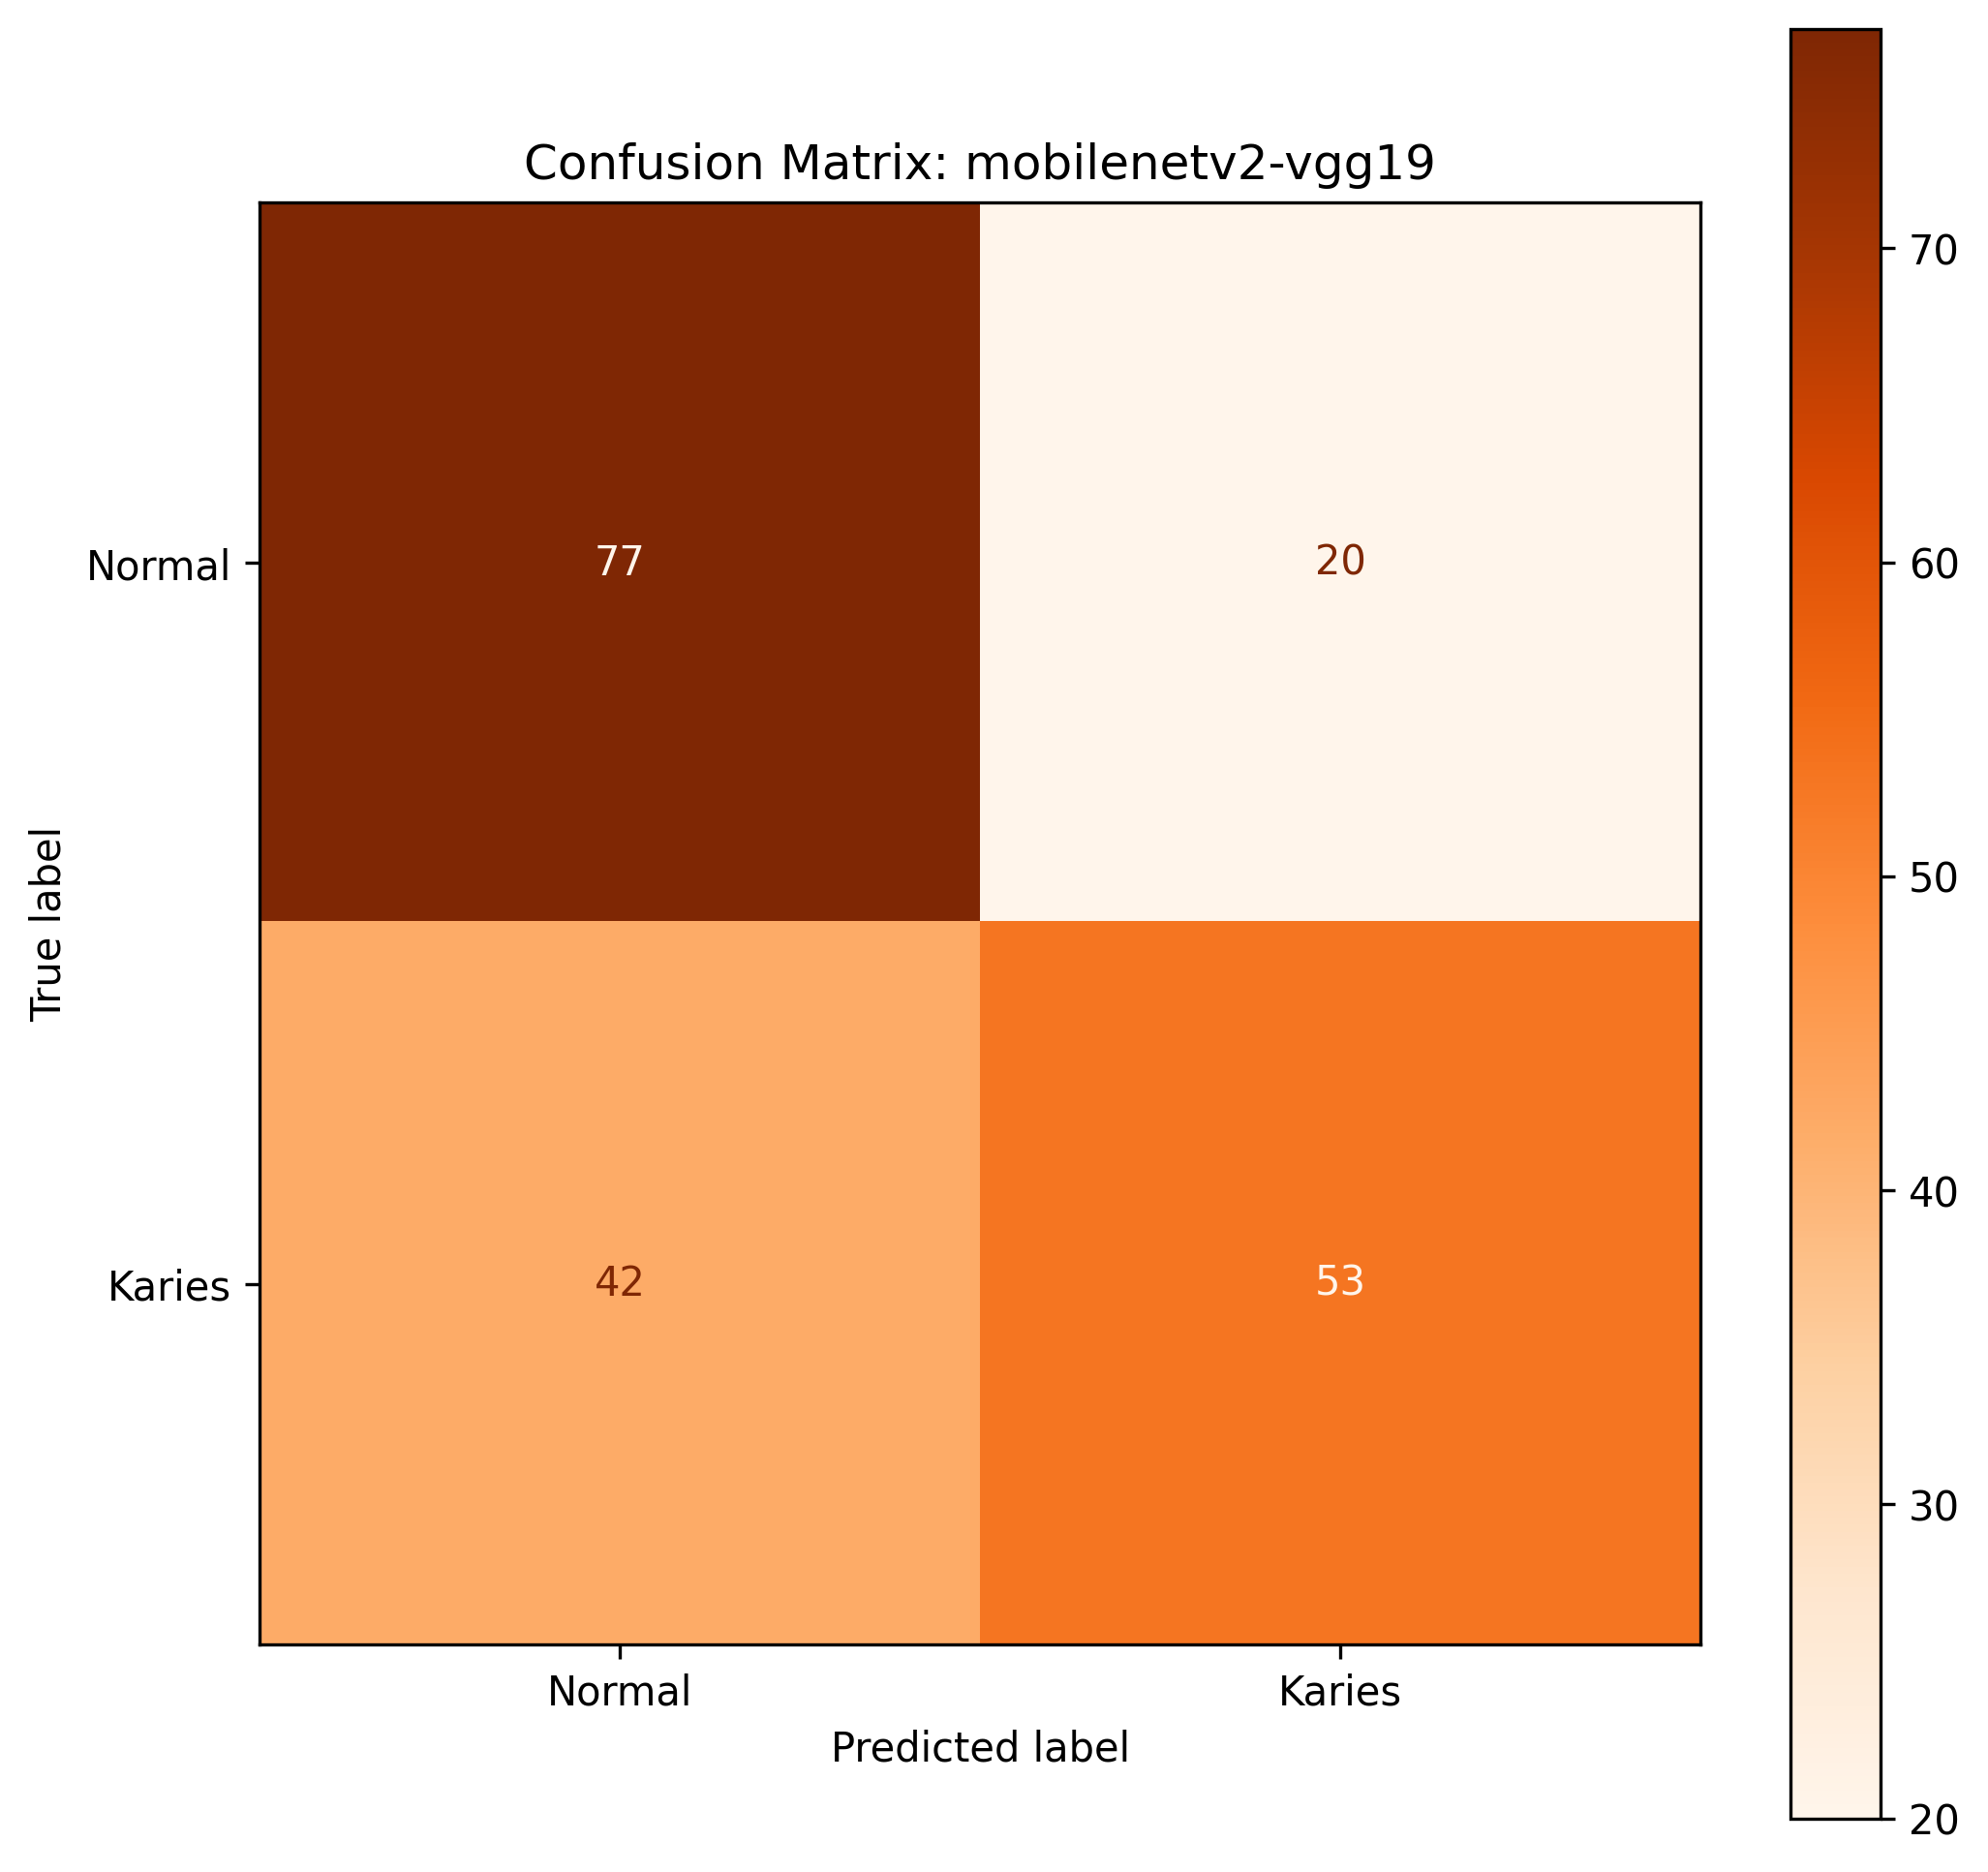 Confusion Matrix: mobilenetv2-vgg19
True label
Normal
77
20
Karies
42
53
Normal
Karies
Predicted label
70
60
50
40
30
20